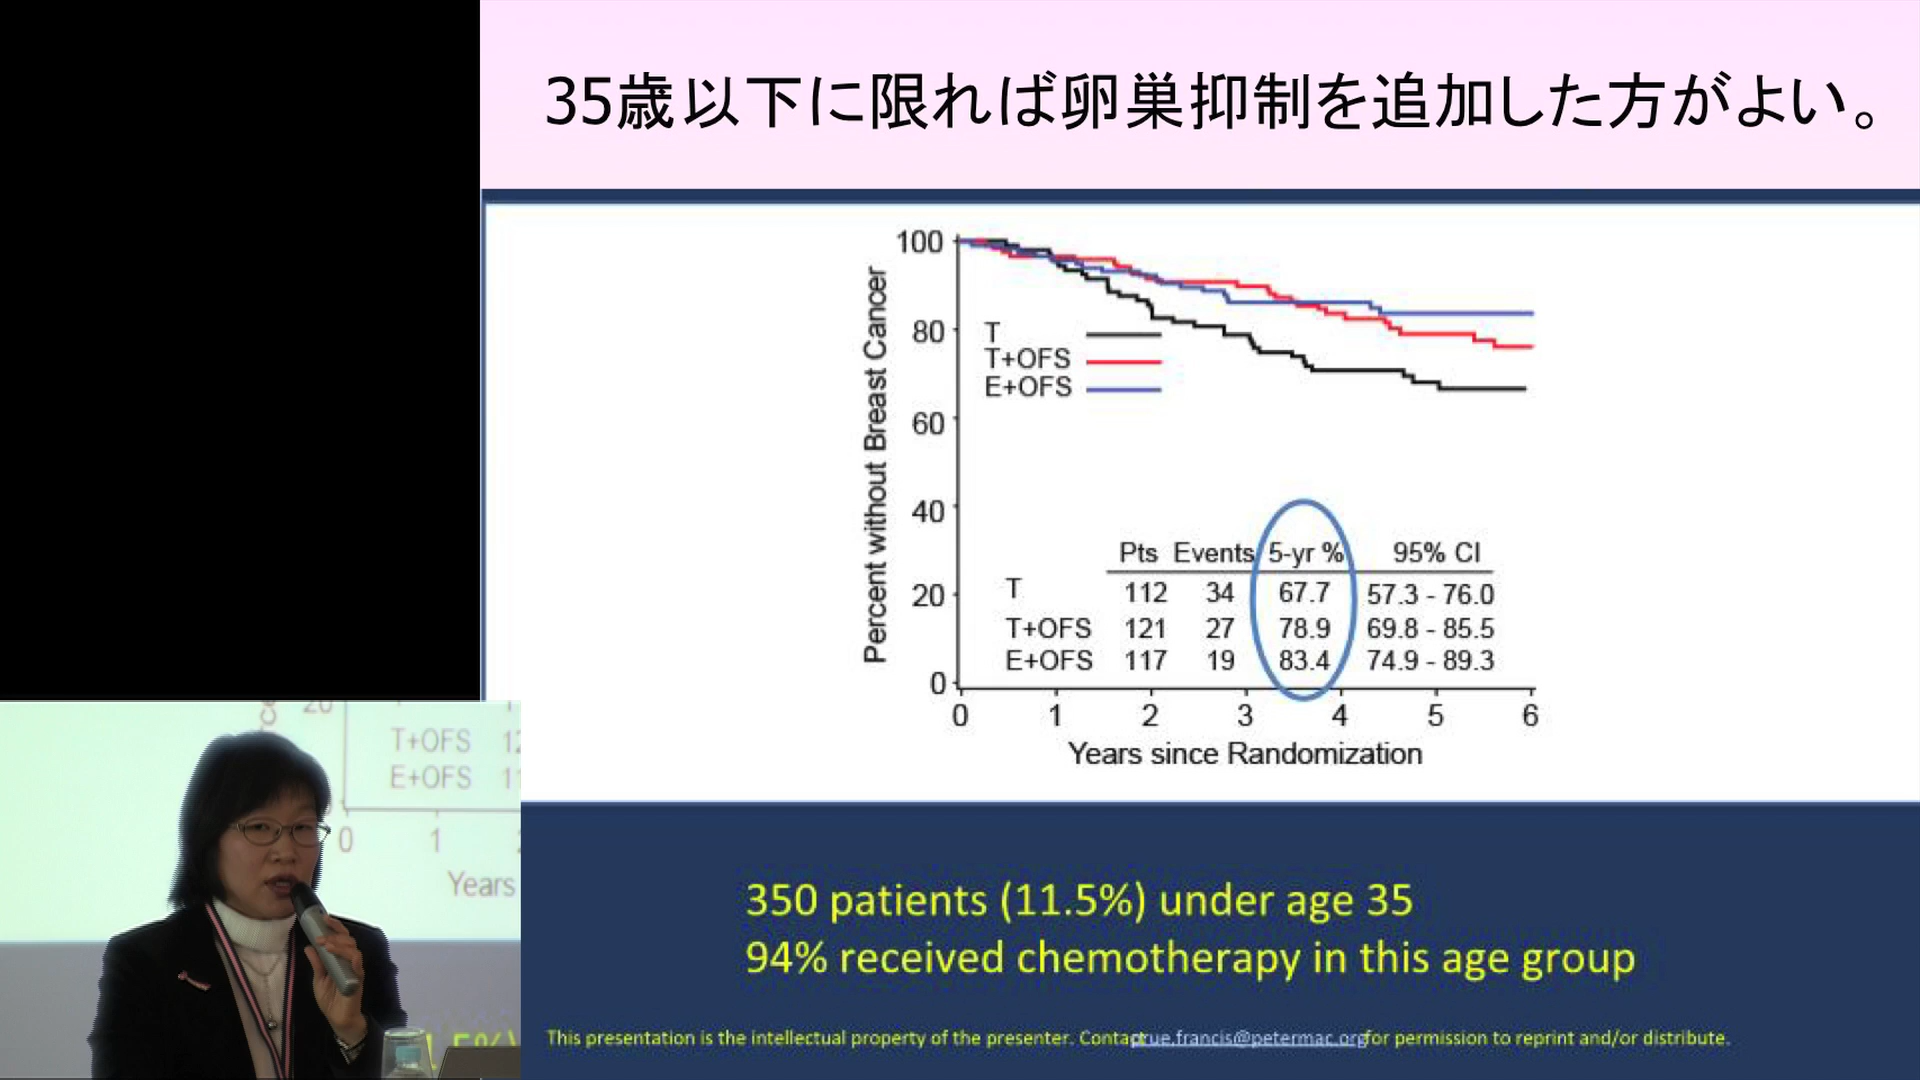 35歳以下に限れば卵巣抑制を追加した方がよい。
Percent without Breast Cancer
100
80
60
40
20
0
T
T+OFS
E+OFS
Pts Events 5-yr % 95% CI
T 112 34 67.7 57.3 - 76.0
T+OFS 121 27 78.9 69.8 - 85.5
E+OFS 117 19 83.4 74.9 - 89.3
0 1 2 3 4 5 6
Years since Randomization
350 patients (11.5%) under age 35
94% received chemotherapy in this age group
This presentation is the intellectual property of the presenter. Contact prue.francis@petermac.org for permission to reprint and/or distribute.
20
T+OFS
E+OFS
0 1
Years